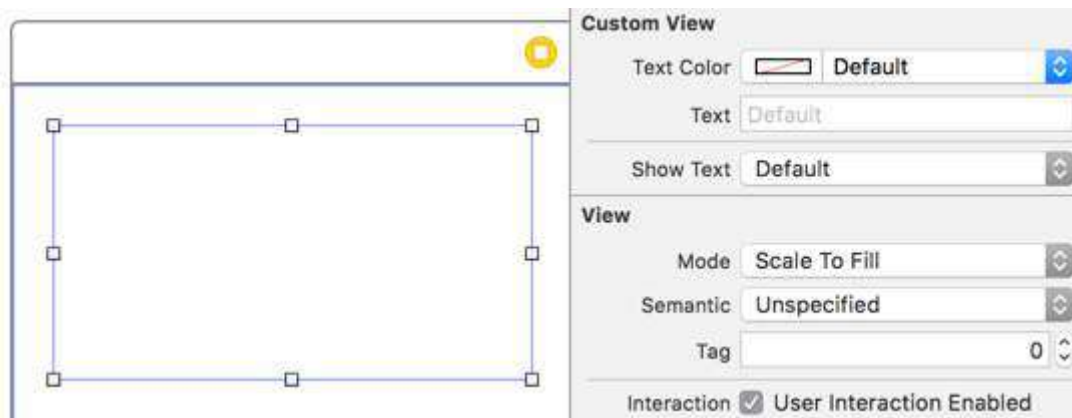 Custom View
Text Color Default
Text Default
Show Text Default
View
Mode Scale To Fill
Semantic Unspecified
Tag 0
Interaction User Interaction Enabled